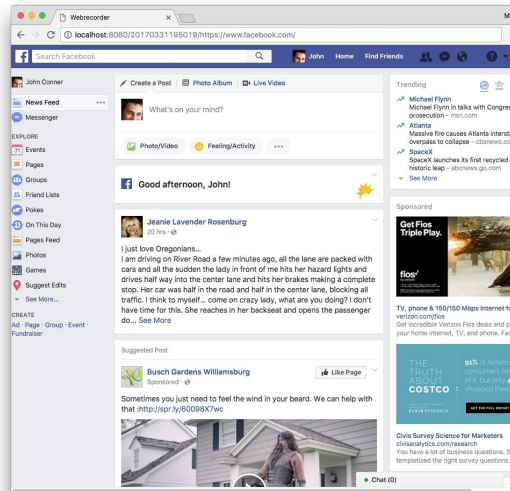 Webrecorder
localhost:8080/20170331195019/https://www.facebook.com/
Search Facebook
John
Home
Find Friends
John Conner
News Feed
Messenger
EXPLORE
Events
Pages
Groups
Friend Lists
Pokes
On This Day
Pages Feed
Photos
Games
Suggest Edits
See More...
CREATE
Ad · Page · Group · Event ·
Fundraiser
Create a Post
Photo Album
Live Video
What's on your mind?
Photo/Video
Feeling/Activity
Good afternoon, John!
Jeanie Lavender Rosenburg
20 hrs ·
I just love Oregonians...
I am driving on River Road a few minutes ago, all the lane are packed with
cars and all the sudden the lady in front of me hits her hazard lights and
drives half way into the center lane and hits her brakes making a complete
stop. Her car was half in the road and half in the center lane, blocking all
traffic. I think to myself... come on crazy lady, what are you doing? I don't
have time for this. She reaches in her backseat and opens the passenger
do... See More
Suggested Post
Busch Gardens Williamsburg
Sponsored ·
Like Page
Sometimes you just need to feel the wind in your beard. We can help with
that :http://spr.ly/60098X7wc
Trending
Michael Flynn
Michael Flynn in talks with Congres
prosecution – msn.com
Atlanta
Massive fire causes Atlanta interst
overpass to collapse – cbsnews.co
SpaceX
SpaceX launches its first recycled
historic leap – abcnews.go.com
See More
Sponsored
Get Fios
Triple Play.
fios
TV, phone & 150/150 Mbps Internet f
verizon.com/fios
Get incredible Verizon Fios deals and p
your home internet, TV, and phone. Fas
THE
TRUTH
ABOUT
COSTCO
91% of Americ
consumers ha
of it. but only
shopped there
GET THE FULL REPORT
Civis Survey Science for Marketers
civisanalytics.com/research
You have a lot of business questions. S
templatized the right survey questions.
Chat (0)